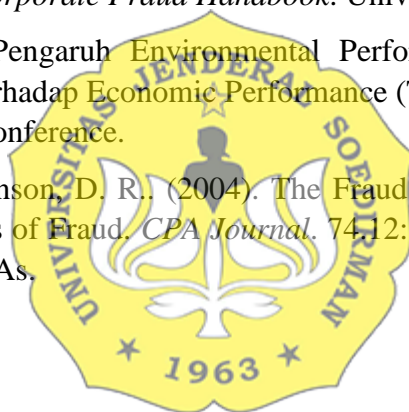 orporate Fraud Handbook. Univ
Pengaruh Environmental Perfor
rhadap Economic Performance (T
onference.
nson, D. R.. (2004). The Fraud
s of Fraud. CPA Journal. 74.12:
As.
UNIVERSITAS JENDERAL SOEDIRMAN
★ 1963 ★